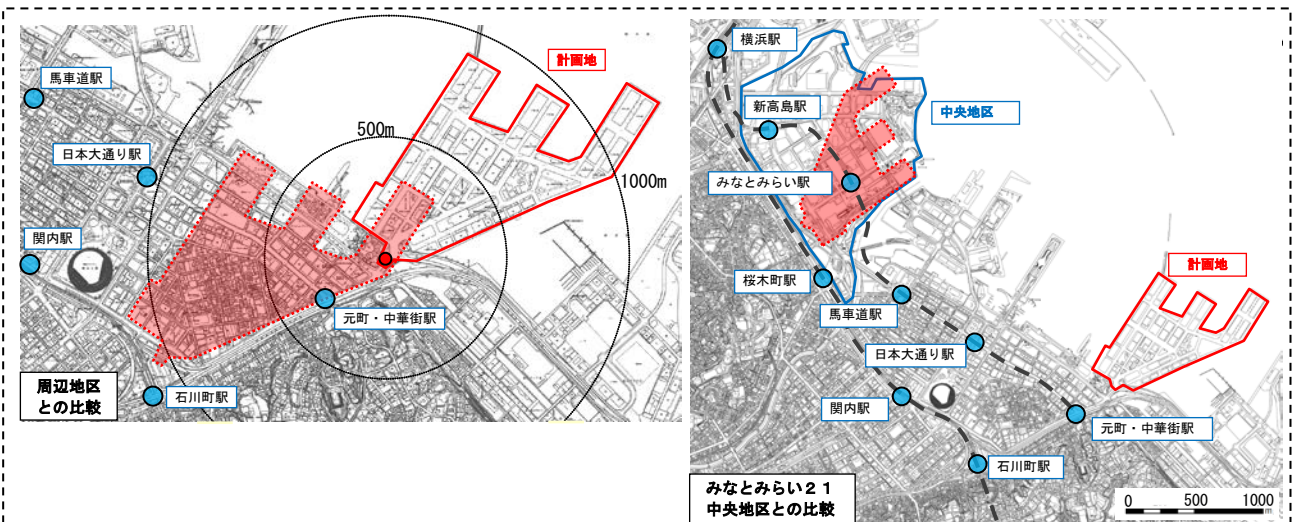 計画地
馬車道駅
500m
日本大通り駅
1000m
関内駅
元町・中華街駅
周辺地区
との比較
石川町駅
横浜駅
新高島駅
中央地区
みなとみらい駅
計画地
桜木町駅
馬車道駅
日本大通り駅
関内駅
元町・中華街駅
石川町駅
みなとみらい２１
中央地区との比較
0 500 1000
m